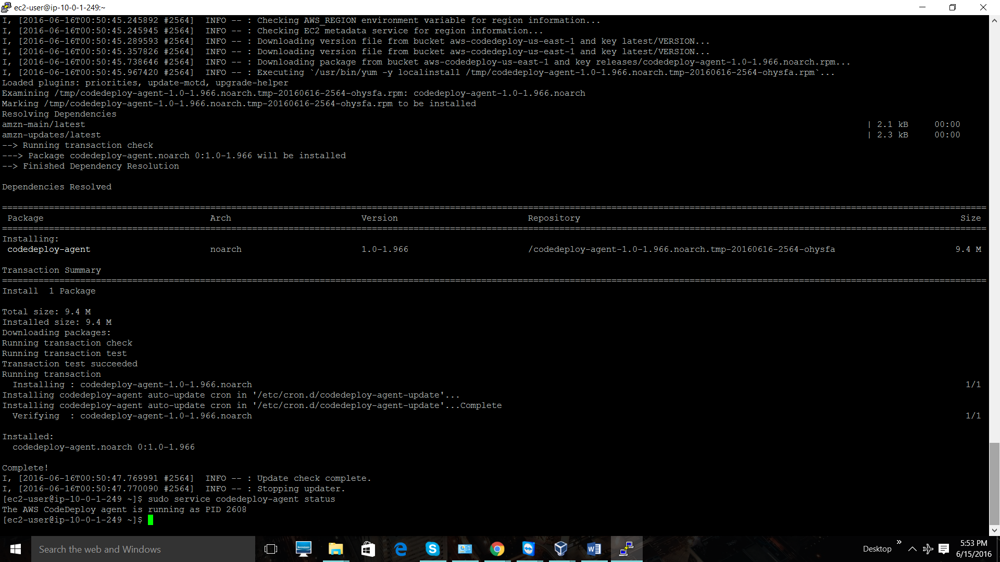 ec2-user@ip-10-0-1-249:~
I, [2016-06-16T00:50:45.245892 #2564]  INFO -- : Checking AWS_REGION environment variable for region information...
I, [2016-06-16T00:50:45.245945 #2564]  INFO -- : Checking EC2 metadata service for region information...
I, [2016-06-16T00:50:45.289593 #2564]  INFO -- : Downloading version file from bucket aws-codedeploy-us-east-1 and key latest/VERSION...
I, [2016-06-16T00:50:45.357826 #2564]  INFO -- : Downloading version file from bucket aws-codedeploy-us-east-1 and key latest/VERSION...
I, [2016-06-16T00:50:45.738646 #2564]  INFO -- : Downloading package from bucket aws-codedeploy-us-east-1 and key releases/codedeploy-agent-1.0-1.966.noarch.rpm...
I, [2016-06-16T00:50:45.967420 #2564]  INFO -- : Executing `/usr/bin/yum -y localinstall /tmp/codedeploy-agent-1.0-1.966.noarch.tmp-20160616-2564-ohysfa.rpm`...
Loaded plugins: priorities, update-motd, upgrade-helper
Examining /tmp/codedeploy-agent-1.0-1.966.noarch.tmp-20160616-2564-ohysfa.rpm: codedeploy-agent-1.0-1.966.noarch
Marking /tmp/codedeploy-agent-1.0-1.966.noarch.tmp-20160616-2564-ohysfa.rpm to be installed
Resolving Dependencies
amzn-main/latest | 2.1 kB 00:00
amzn-updates/latest | 2.3 kB 00:00
--> Running transaction check
---> Package codedeploy-agent.noarch 0:1.0-1.966 will be installed
--> Finished Dependency Resolution
Dependencies Resolved
Package Arch Version Repository Size
Installing:
codedeploy-agent noarch 1.0-1.966 /codedeploy-agent-1.0-1.966.noarch.tmp-20160616-2564-ohysfa 9.4 M
Transaction Summary
Install  1 Package
Total size: 9.4 M
Installed size: 9.4 M
Downloading packages:
Running transaction check
Running transaction test
Transaction test succeeded
Running transaction
Installing : codedeploy-agent-1.0-1.966.noarch 1/1
Installing codedeploy-agent auto-update cron in '/etc/cron.d/codedeploy-agent-update'...
Installing codedeploy-agent auto-update cron in '/etc/cron.d/codedeploy-agent-update'...Complete
Verifying  : codedeploy-agent-1.0-1.966.noarch 1/1
Installed:
codedeploy-agent.noarch 0:1.0-1.966
Complete!
I, [2016-06-16T00:50:47.769991 #2564]  INFO -- : Update check complete.
I, [2016-06-16T00:50:47.770090 #2564]  INFO -- : Stopping updater.
[ec2-user@ip-10-0-1-249 ~]$ sudo service codedeploy-agent status
The AWS CodeDeploy agent is running as PID 2608
[ec2-user@ip-10-0-1-249 ~]$
Search the web and Windows
Desktop
5:53 PM
6/15/2016